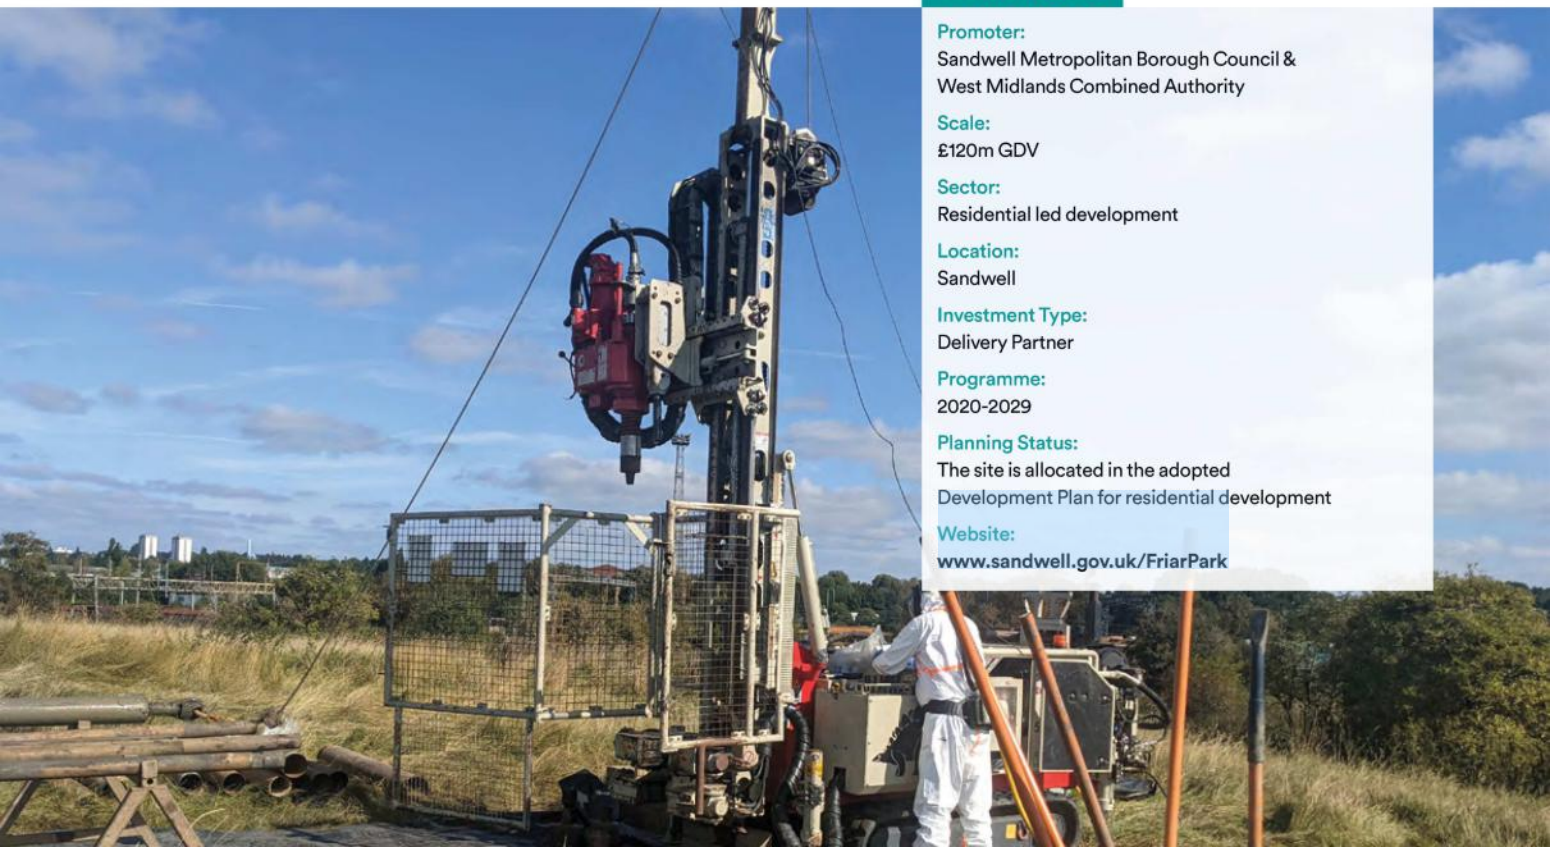 Promoter:
Sandwell Metropolitan Borough Council &
West Midlands Combined Authority
Scale:
£120m GDV
Sector:
Residential led development
Location:
Sandwell
Investment Type:
Delivery Partner
Programme:
2020-2029
Planning Status:
The site is allocated in the adopted
Development Plan for residential development
Website:
www.sandwell.gov.uk/FriarPark